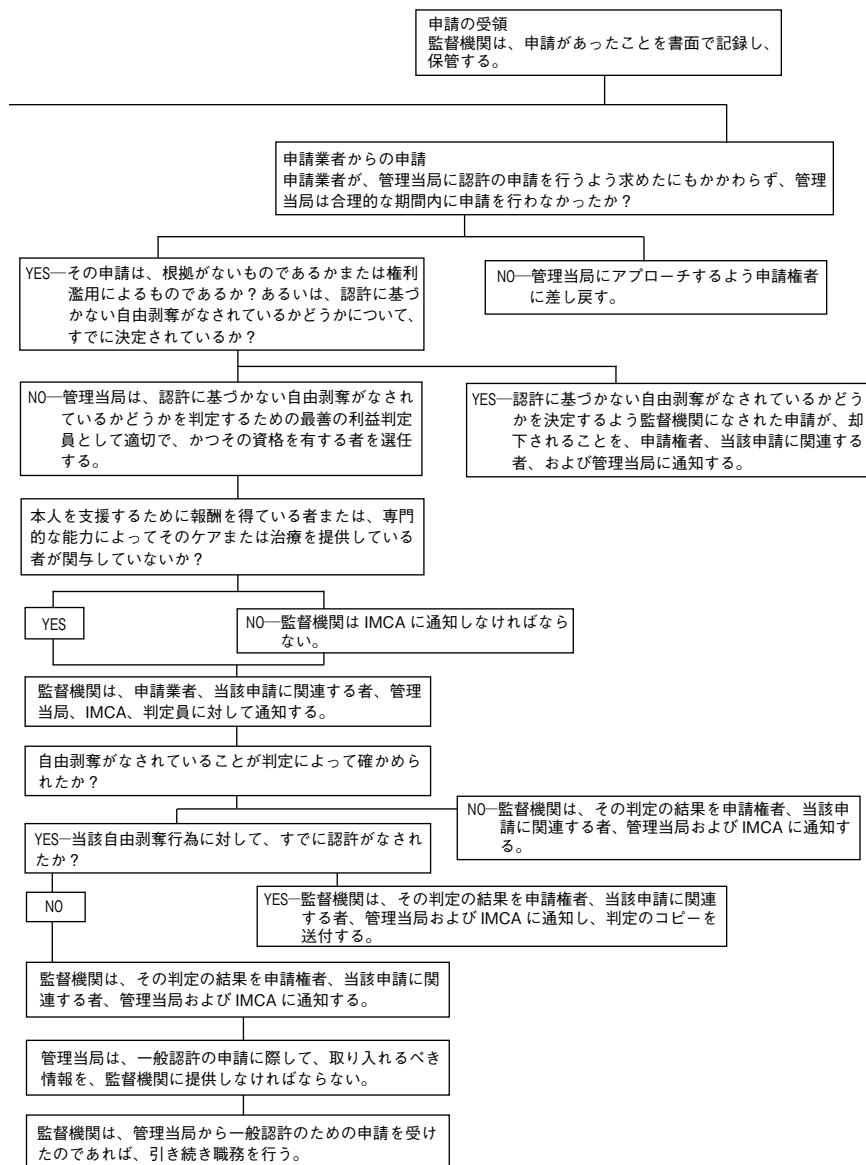 申請の受領
監督機関は、申請があったことを書面で記録し、
保管する。
申請業者からの申請
申請業者が、管理当局に認許の申請を行うよう求めたにもかかわらず、管理
当局は合理的な期間内に申請を行わなかったか？
YES―その申請は、根拠がないものであるかまたは権利
濫用によるものであるか？あるいは、認許に基づ
かない自由剥奪がなされているかどうかについて、
すでに決定されているか？
NO―管理当局にアプローチするよう申請権者
に差し戻す。
NO―管理当局は、認許に基づかない自由剥奪がなされ
ているかどうかを判定するための最善の利益判定
員として適切で、かつその資格を有する者を選任
する。
YES―認許に基づかない自由剥奪がなされているかどう
かを決定するよう監督機関になされた申請が、却
下されることを、申請権者、当該申請に関連する
者、および管理当局に通知する。
本人を支援するために報酬を得ている者または、専門
的な能力によってそのケアまたは治療を提供している
者が関与していないか？
YES
NO―監督機関は IMCA に通知しなければなら
ない。
監督機関は、申請業者、当該申請に関連する者、管理
当局、IMCA、判定員に対して通知する。
自由剥奪がなされていることが判定によって確かめら
れたか？
NO―監督機関は、その判定の結果を申請権者、当該申
請に関連する者、管理当局および IMCA に通知す
る。
YES―当該自由剥奪行為に対して、すでに認許がなされ
たか？
NO
YES―監督機関は、その判定の結果を申請権者、当該申請に関連
する者、管理当局および IMCA に通知し、判定のコピーを
送付する。
監督機関は、その判定の結果を申請権者、当該申請に関
連する者、管理当局および IMCA に通知する。
管理当局は、一般認許の申請に際して、取り入れるべき
情報を、監督機関に提供しなければならない。
監督機関は、管理当局から一般認許のための申請を受け
たのであれば、引き続き職務を行う。